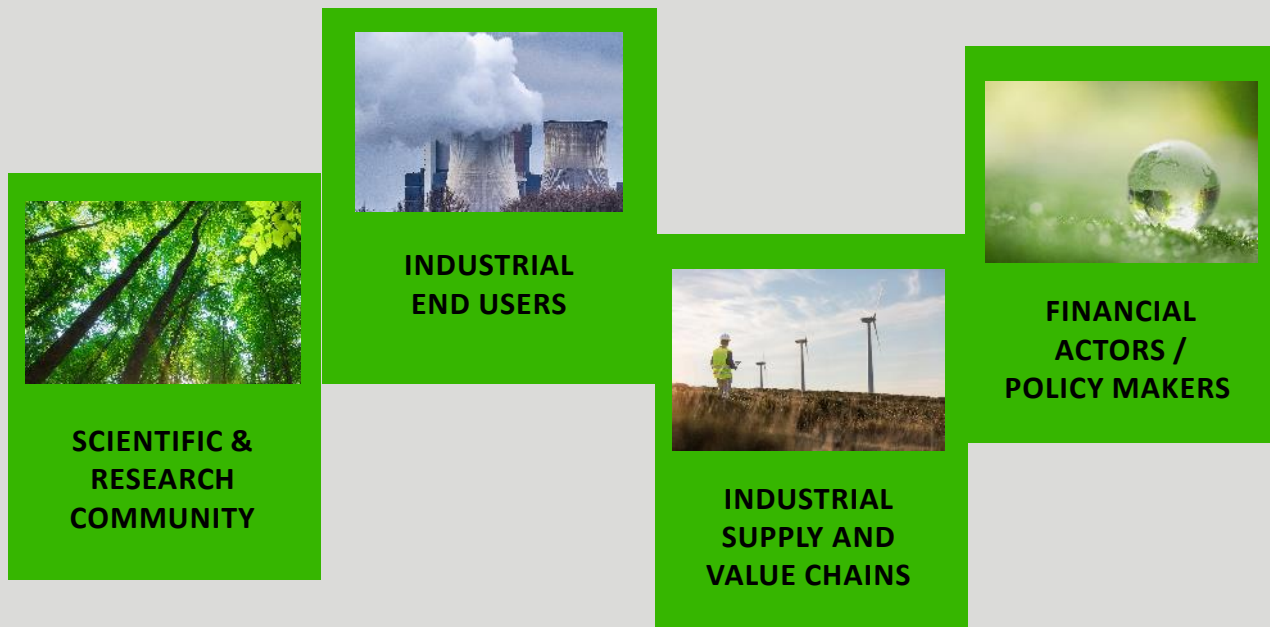 SCIENTIFIC &
RESEARCH
COMMUNITY
INDUSTRIAL
END USERS
INDUSTRIAL
SUPPLY AND
VALUE CHAINS
FINANCIAL
ACTORS /
POLICY MAKERS